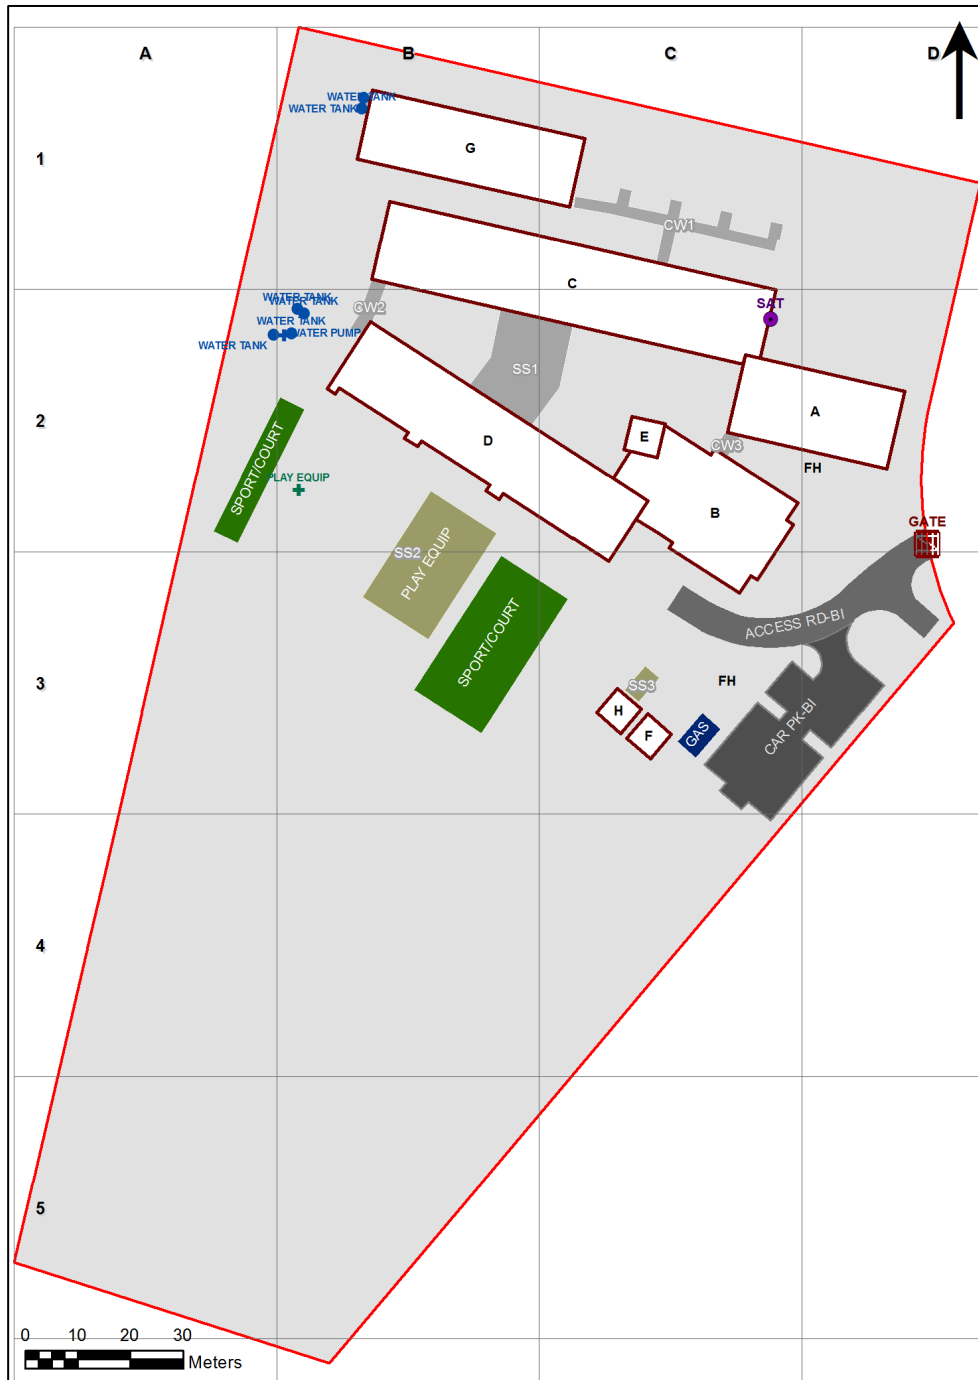 A
B
C
D
WATER TANK
WATER TANK
G
1
CW1
C
WATER TANK
WATER TANK
SAT
CW2
WATER TANK
WATER PUMP
WATER TANK
SS1
A
2
E
D
CW3
FH
SPORT/COURT
PLAY EQUIP
B
GATE
SS2
PLAY EQUIP
ACCESS RD-BI
SPORT/COURT
3
FH
SS3
H
CAR PK-BI
F
GAS
4
5
0 10 20 30
Meters